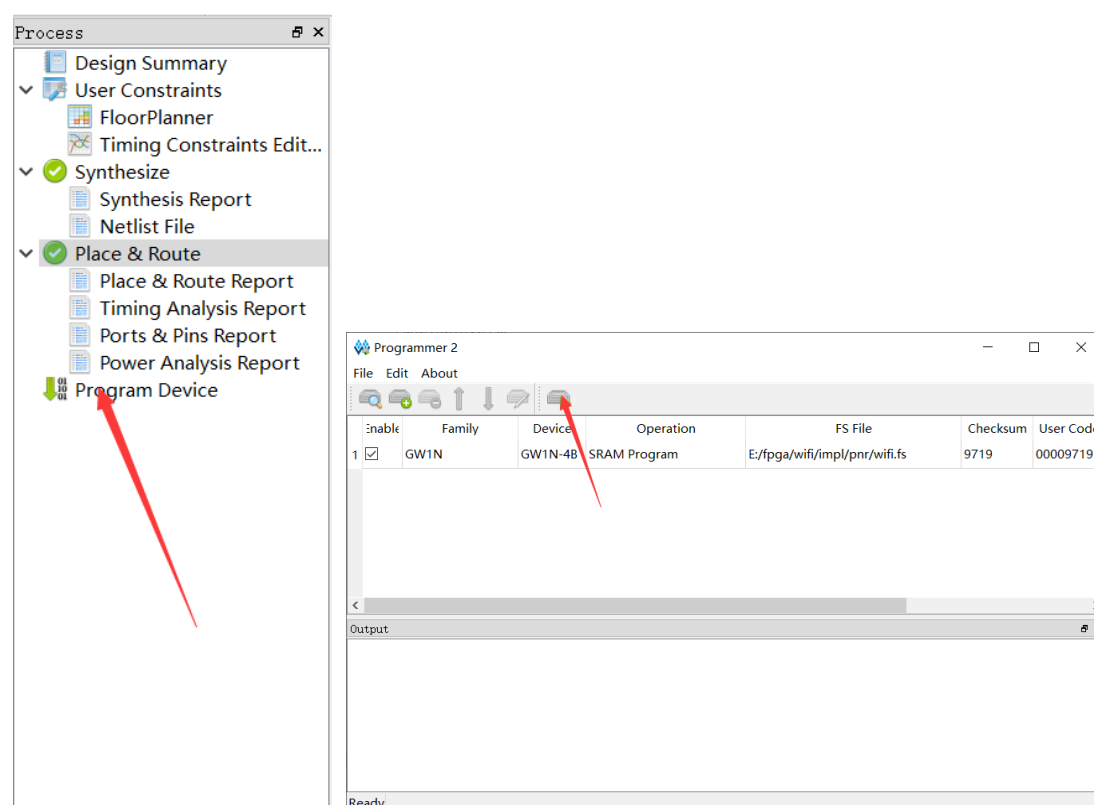 Process
Design Summary
User Constraints
FloorPlanner
Timing Constraints Edit...
Synthesize
Synthesis Report
Netlist File
Place & Route
Place & Route Report
Timing Analysis Report
Ports & Pins Report
Power Analysis Report
Program Device
Programmer 2
File Edit About
Enable Family Device Operation FS File Checksum User Code
1 GW1N GW1N-4B SRAM Program E:/fpga/wifi/impl/pnr/wifi.fs 9719 00009719
Output
Ready